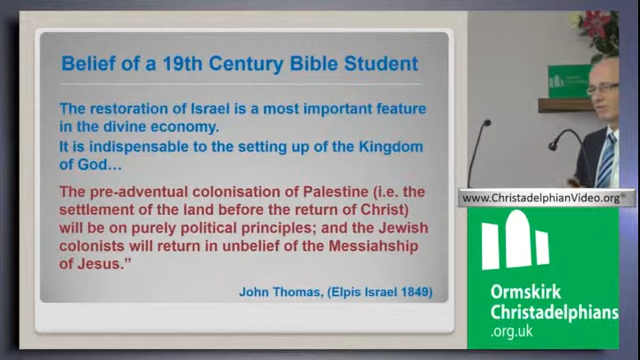 Belief of a 19th Century Bible Student
The restoration of Israel is a most important feature
in the divine economy.
It is indispensable to the setting up of the Kingdom
of God…
The pre-adventual colonisation of Palestine (i.e. the
settlement of the land before the return of Christ)
will be on purely political principles; and the Jewish
colonists will return in unbelief of the Messiahship
of Jesus.”
John Thomas, (Elpis Israel 1849)
www.ChristadelphianVideo.org®
Ormskirk
Christadelphians
.org.uk